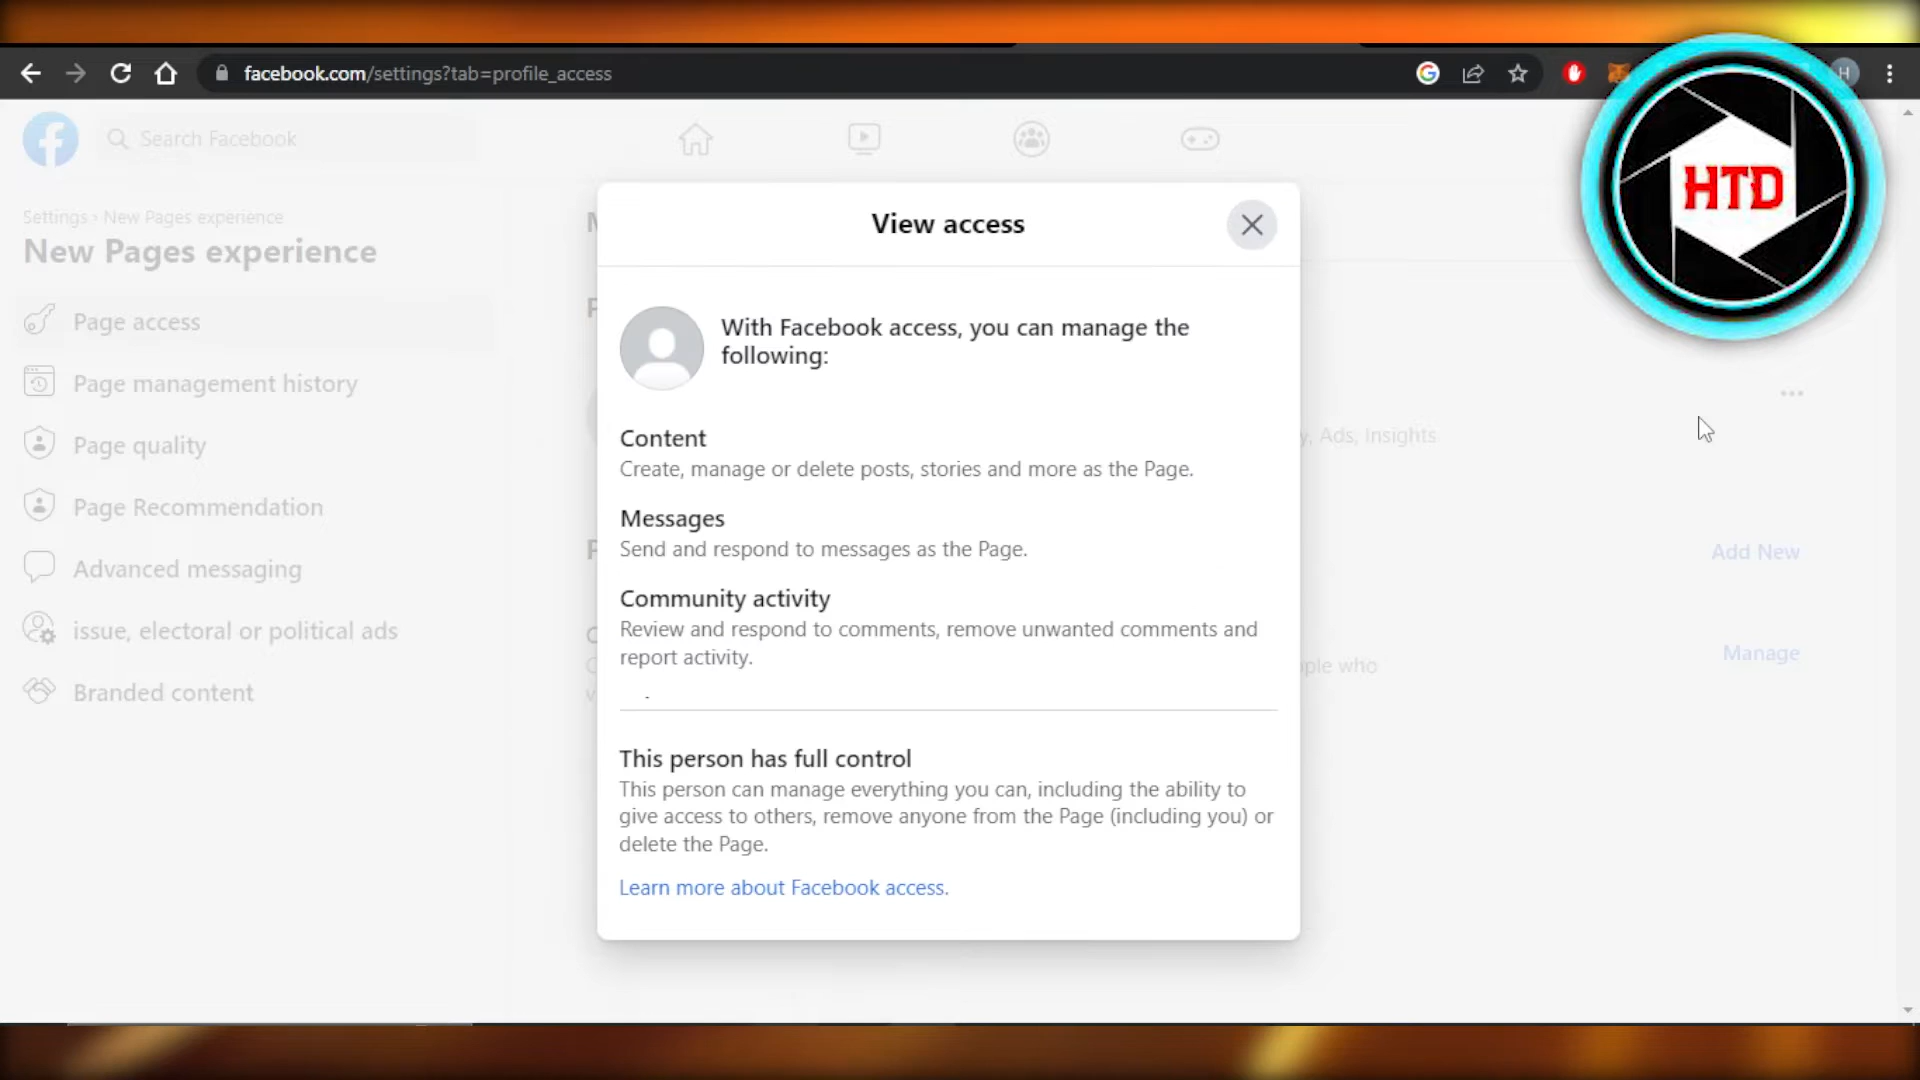 facebook.com/settings?tab=profile_access
H
HTD
Search Facebook
Settings › New Pages experience
New Pages experience
Page access
Page management history
Page quality
Page Recommendation
Advanced messaging
issue, electoral or political ads
Branded content
View access
With Facebook access, you can manage the
following:
Content
Create, manage or delete posts, stories and more as the Page.
Messages
Send and respond to messages as the Page.
Community activity
Review and respond to comments, remove unwanted comments and
report activity.
This person has full control
This person can manage everything you can, including the ability to
give access to others, remove anyone from the Page (including you) or
delete the Page.
Learn more about Facebook access.
Ads, Insights
Add New
who
Manage